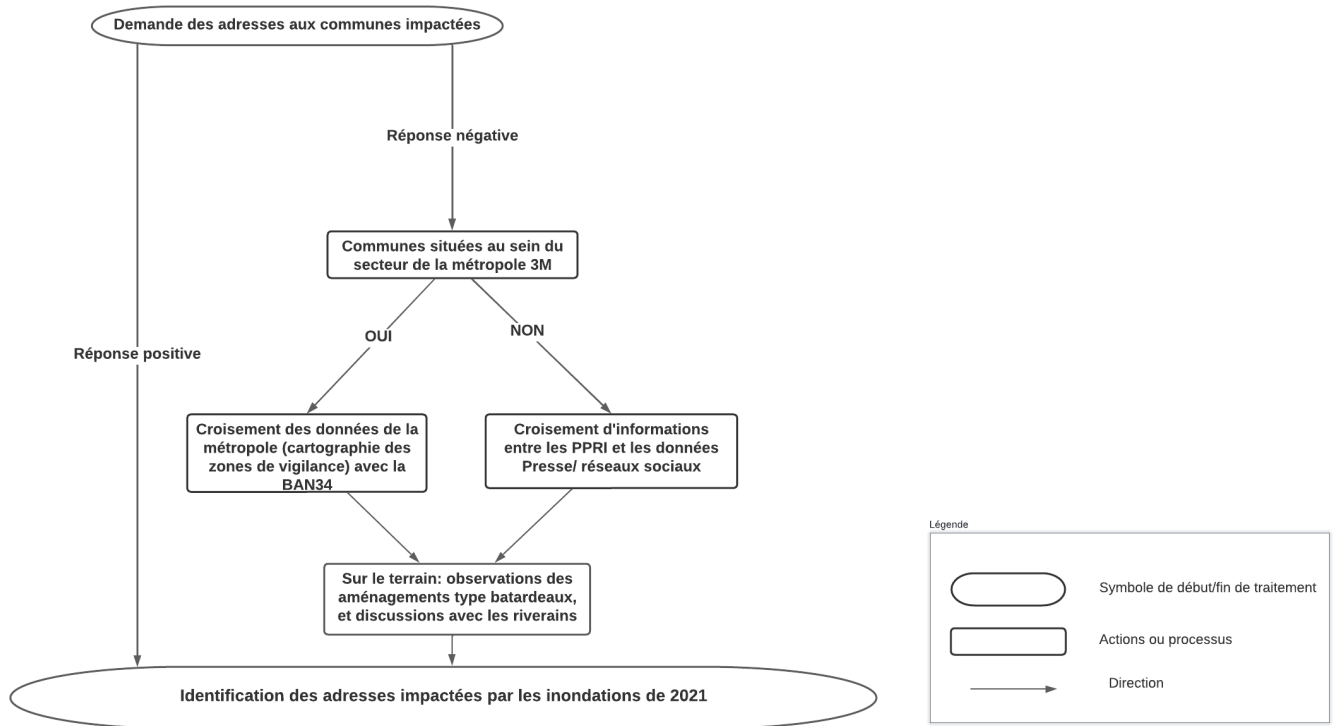 Demande des adresses aux communes impactées
Réponse négative
Communes situées au sein du
secteur de la métropole 3M
OUI
NON
Réponse positive
Croisement des données de la
métropole (cartographie des
zones de vigilance) avec la
BAN34
Croisement d'informations
entre les PPRI et les données
Presse/ réseaux sociaux
Sur le terrain: observations des
aménagements type batardeaux,
et discussions avec les riverains
Identification des adresses impactées par les inondations de 2021
Légende
Symbole de début/fin de traitement
Actions ou processus
Direction